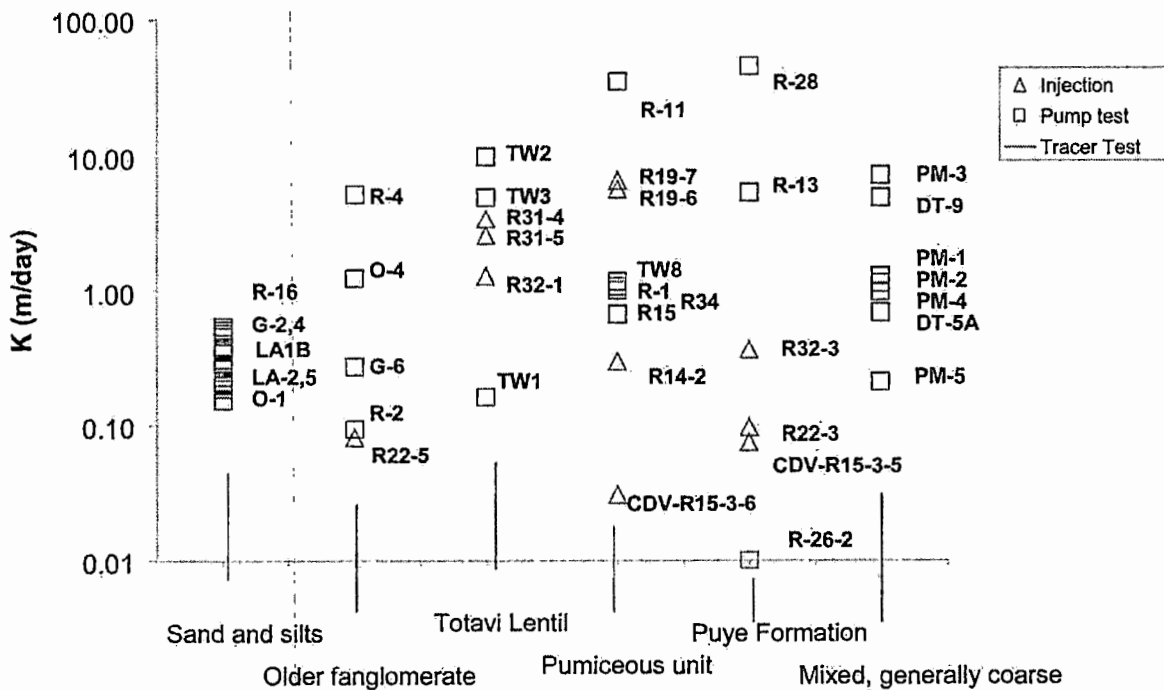 100.00
10.00
1.00
0.10
0.01
K (m/day)
R-16
G-2,4
LA1B
LA-2,5
O-1
R-4
O-4
G-6
R-2
R22-5
TW2
TW3
R31-4
R31-5
R32-1
TW1
R-11
R19-7
R19-6
TW8
R-1
R34
R15
R14-2
CDV-R15-3-6
R-28
R-13
R32-3
R22-3
CDV-R15-3-5
R-26-2
PM-3
DT-9
PM-1
PM-2
PM-4
DT-5A
PM-5
Injection
Pump test
Tracer Test
Sand and silts
Older fanglomerate
Totavi Lentil
Pumiceous unit
Puye Formation
Mixed, generally coarse